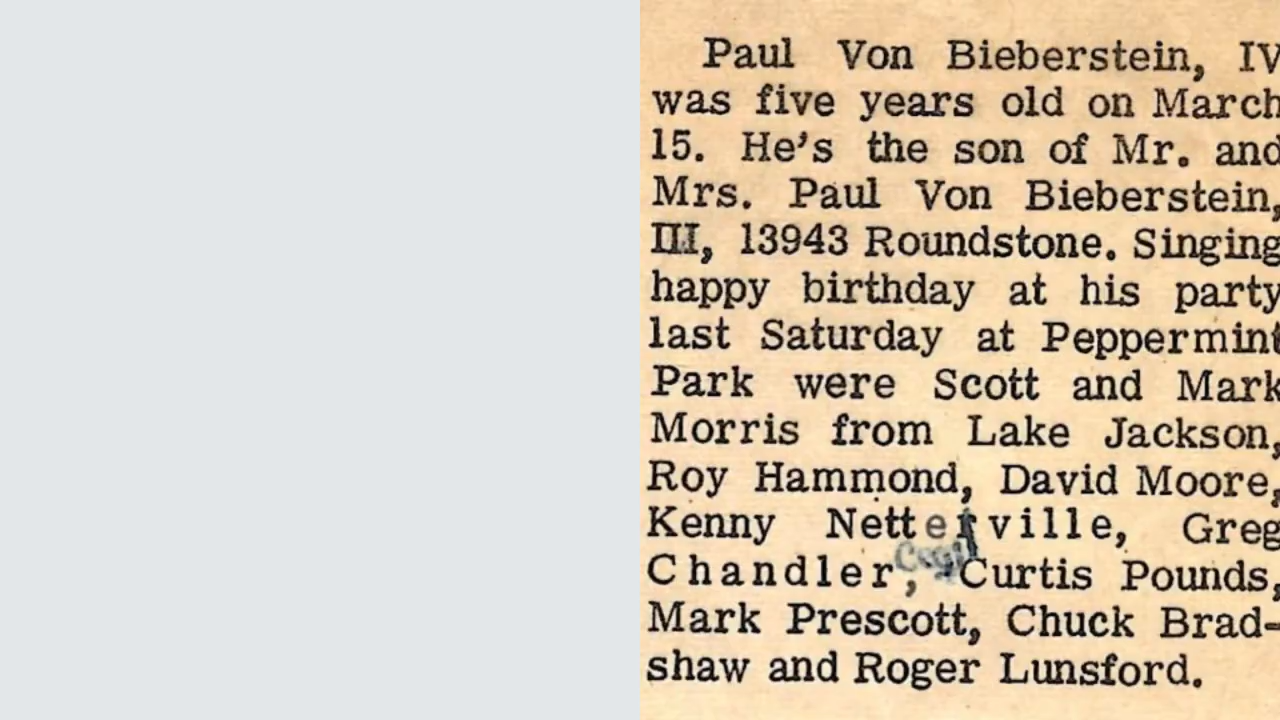 Paul Von Bieberstein, IV
was five years old on March
15. He's the son of Mr. and
Mrs. Paul Von Bieberstein,
III, 13943 Roundstone. Singing
happy birthday at his party
last Saturday at Peppermint
Park were Scott and Mark
Morris from Lake Jackson,
Roy Hammond, David Moore,
Kenny Netterville, Greg
Chandler, Curtis Pounds,
Mark Prescott, Chuck Brad-
shaw and Roger Lunsford.